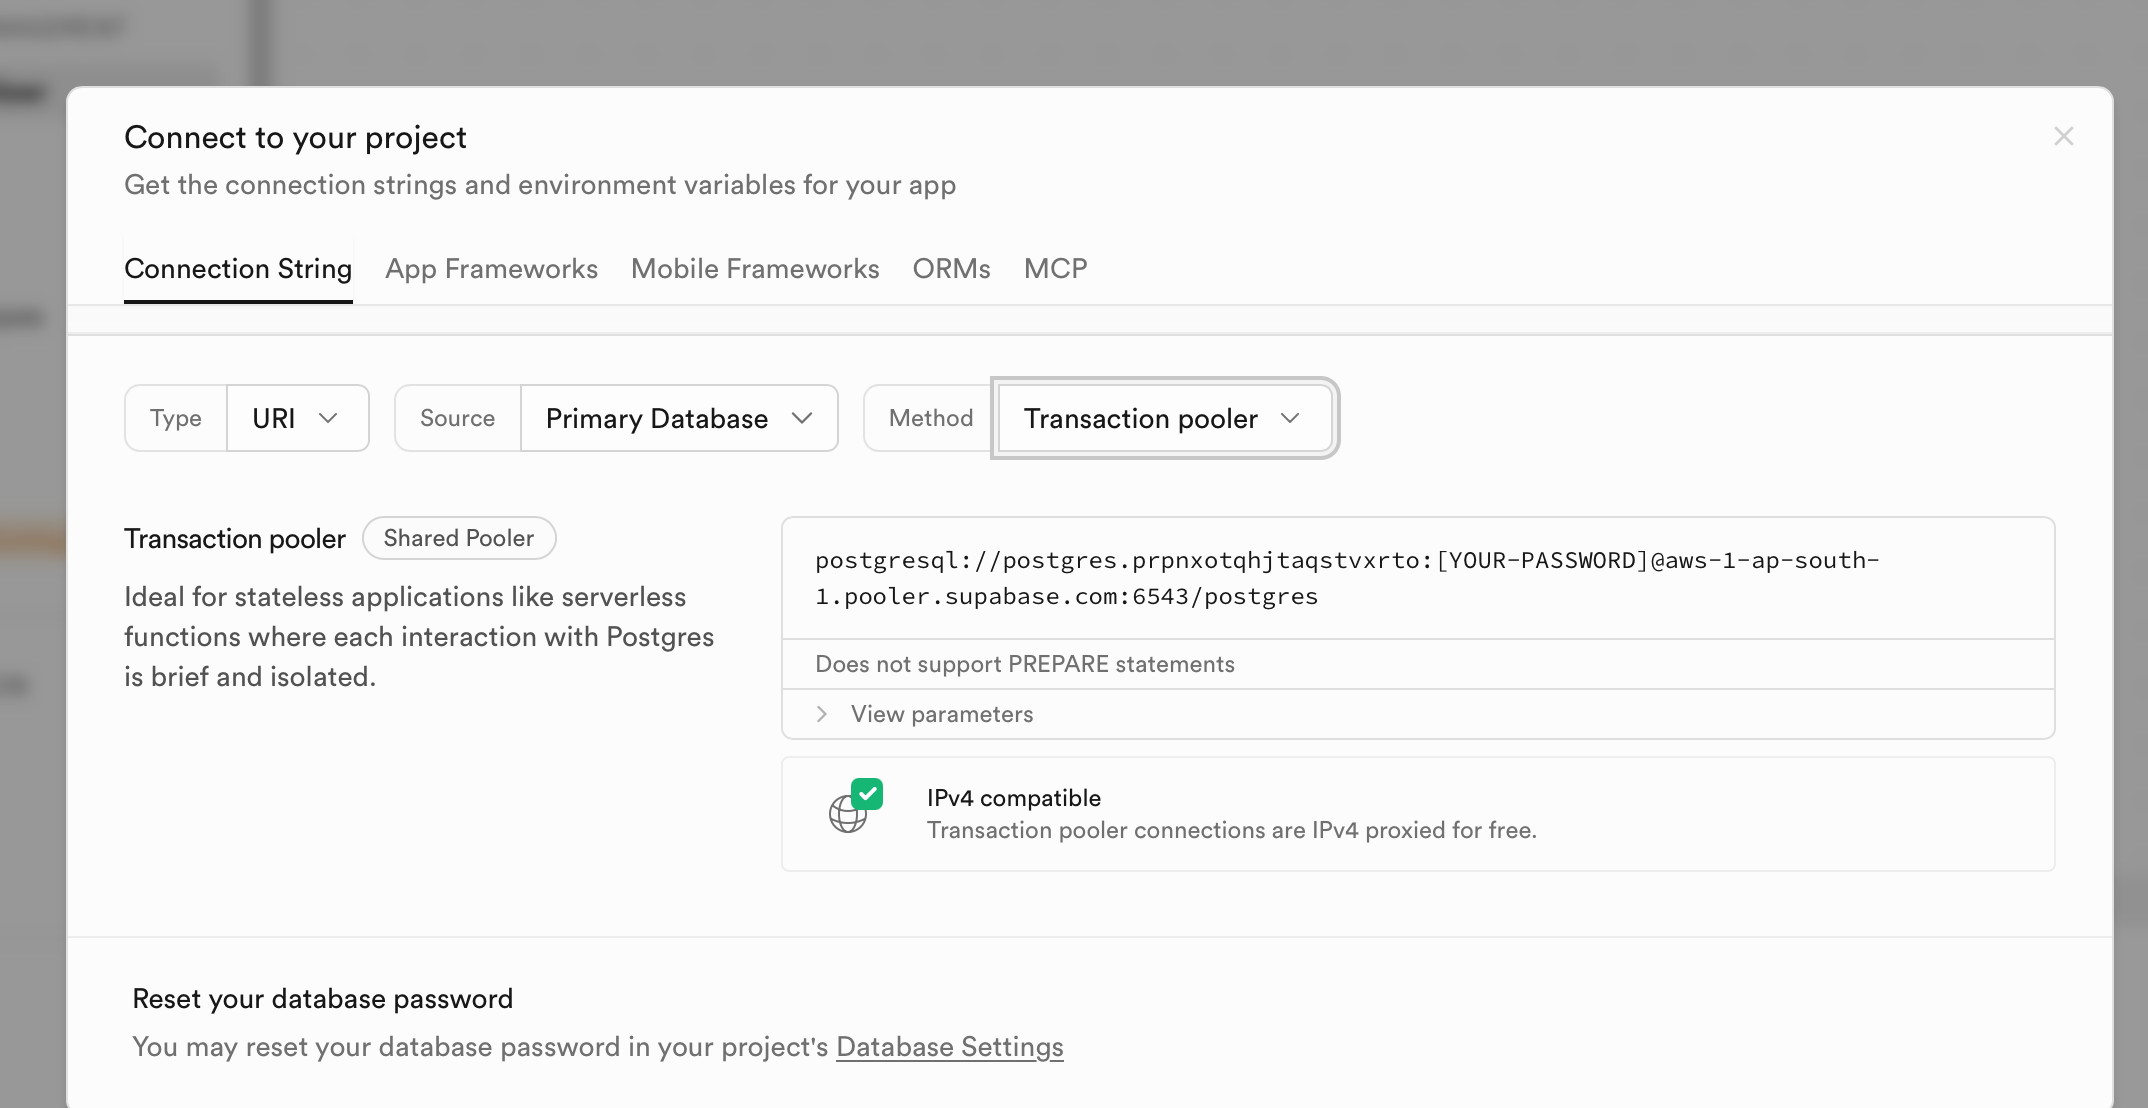 Connect to your project
Get the connection strings and environment variables for your app
Connection String App Frameworks Mobile Frameworks ORMs MCP
Type URI Source Primary Database Method Transaction pooler
Transaction pooler Shared Pooler
Ideal for stateless applications like serverless
functions where each interaction with Postgres
is brief and isolated.
postgresql://postgres.prpnxotqhjtaqstvxrto:[YOUR-PASSWORD]@aws-1-ap-south-
1.pooler.supabase.com:6543/postgres
Does not support PREPARE statements
View parameters
IPv4 compatible
Transaction pooler connections are IPv4 proxied for free.
Reset your database password
You may reset your database password in your project's Database Settings